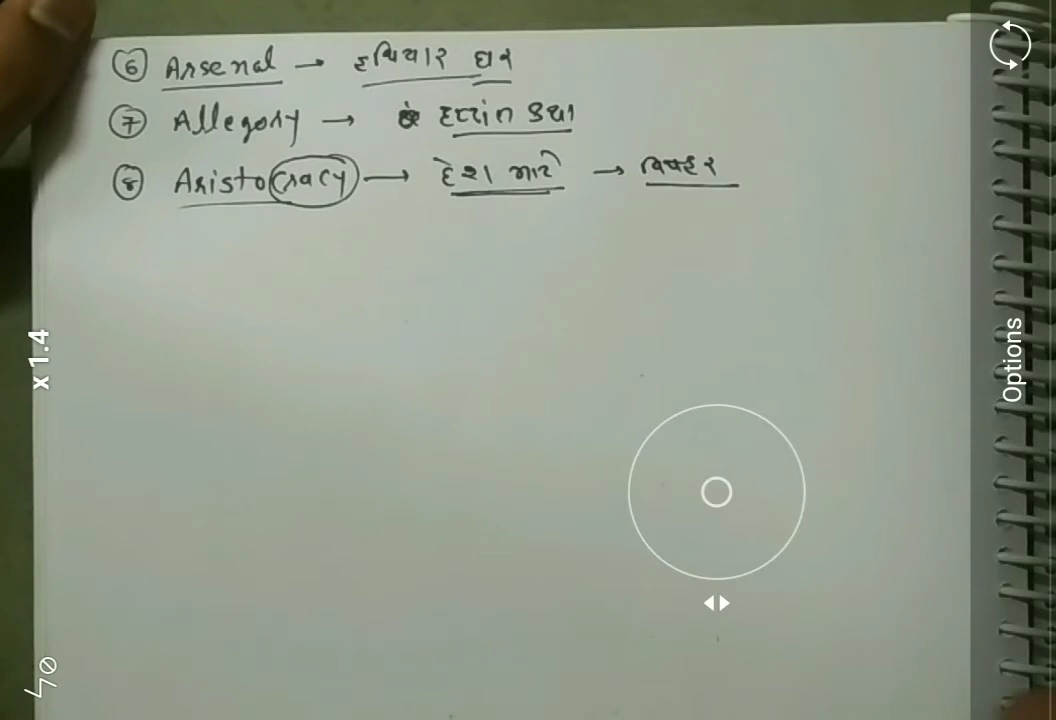 6 Arsenal → હથિયાર ઘર
7 Allegory → દ્દષ્ટાંત કથા
8 Aristocracy → દેશ માટે →
x 1.4
Options